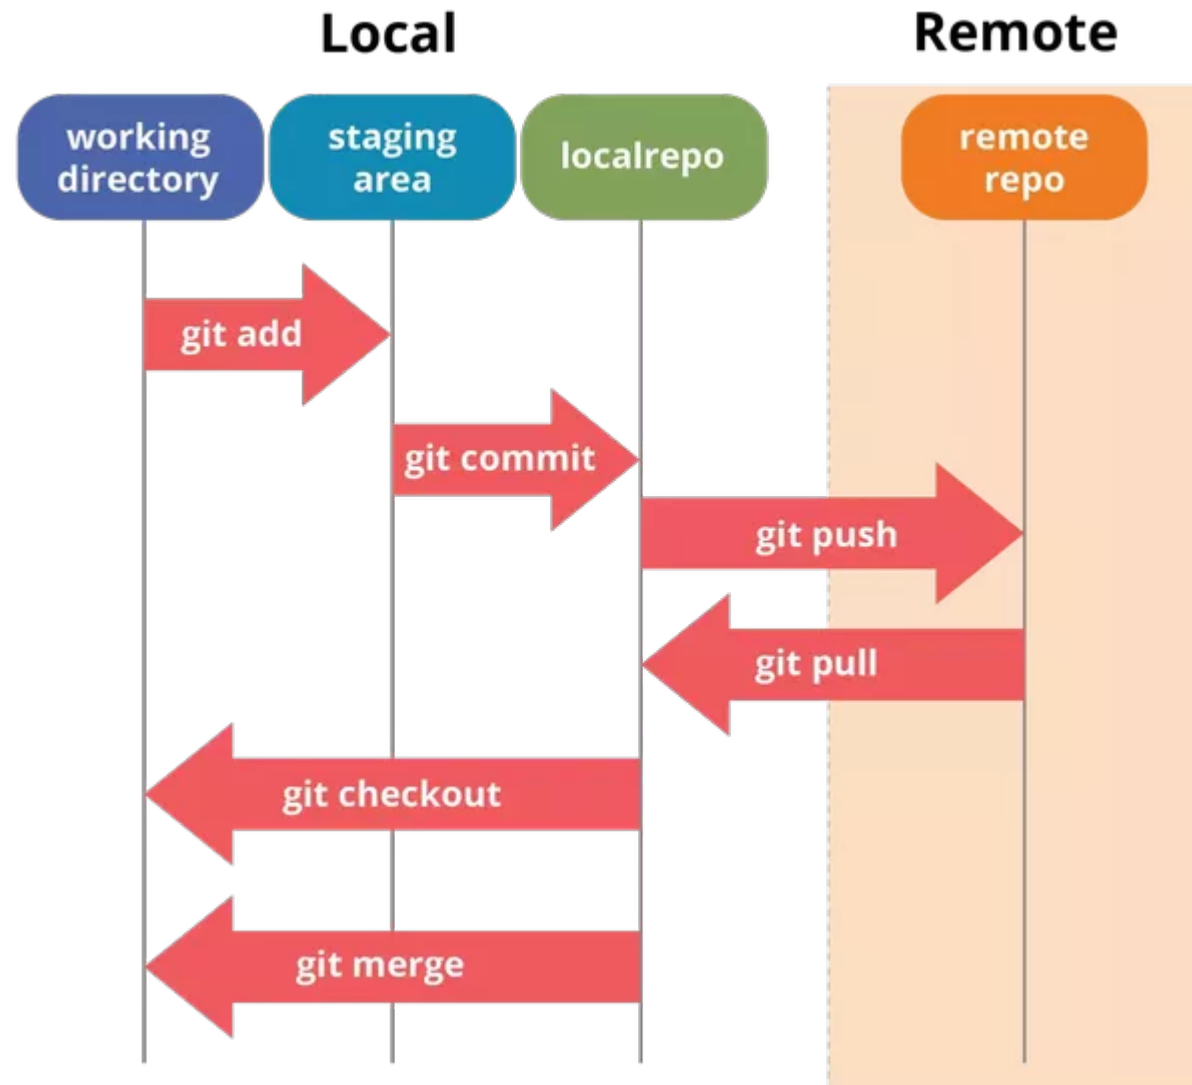 Local
Remote
working
directory
staging
area
localrepo
remote
repo
git add
git commit
git push
git pull
git checkout
git merge